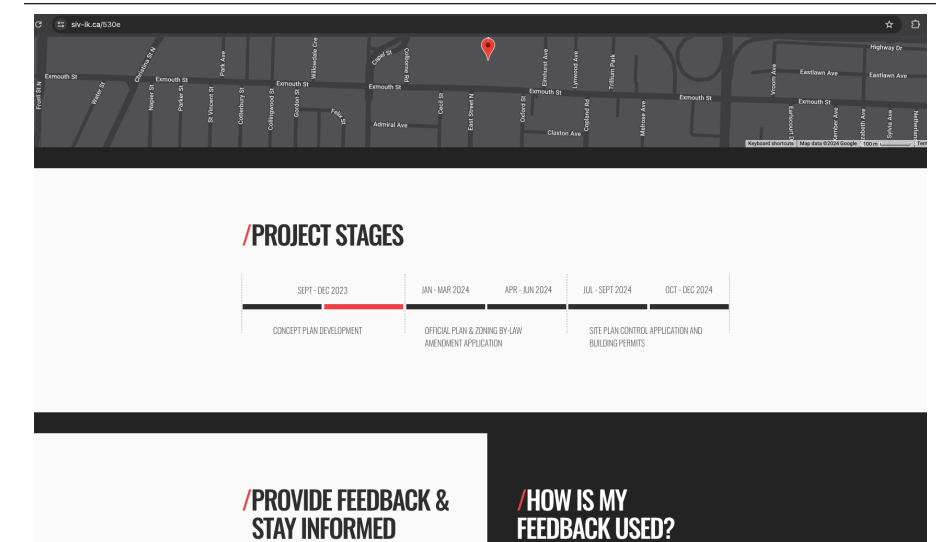 siv-ik.ca/530e
Highway Dr
Exmouth St
Front St N
Water St
Christina St N
Exmouth St
Napier St
Parker St
Park Ave
St Vincent St
Cotterbury St
Collingwood St
Exmouth St
Gordon St
Willowdale Cre
Felix St
Capel St
Exmouth St
Colborne Rd
Admiral Ave
Cecil St
East Street N
Oxford St
Elmhurst Ave
Exmouth St
Lynwood Ave
Claxton Ave
Copland Rd
Trillium Park
Melrose Ave
Exmouth St
Vroom Ave
Eastlawn Ave
Eastlawn Ave
Exmouth St
Earlscourt D
Sylvia Ave
Keyboard shortcuts Map data ©2024 Google 100 m Term
/PROJECT STAGES
SEPT - DEC 2023 JAN - MAR 2024 APR - JUN 2024 JUL - SEPT 2024 OCT - DEC 2024
CONCEPT PLAN DEVELOPMENT OFFICIAL PLAN & ZONING BY-LAW SITE PLAN CONTROL APPLICATION AND
AMENDMENT APPLICATION BUILDING PERMITS
/PROVIDE FEEDBACK &
STAY INFORMED
/HOW IS MY
FEEDBACK USED?